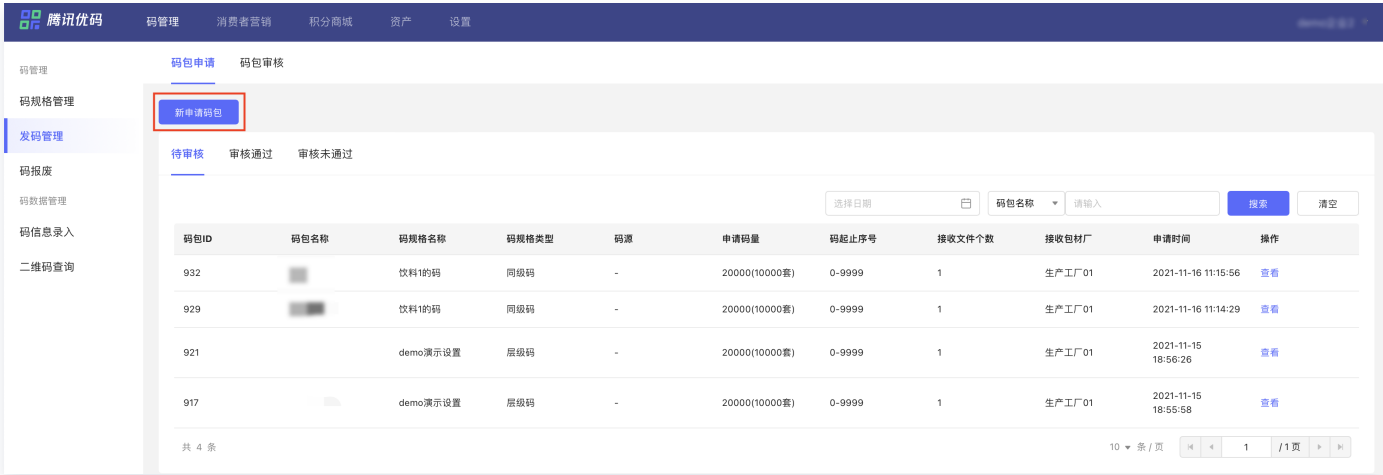 腾讯优码 码管理 消费者营销 积分商城 资产 设置
码管理
码规格管理
发码管理
码报废
码数据管理
码信息录入
二维码查询
码包申请 码包审核
新申请码包
待审核 审核通过 审核未通过
选择日期 码包名称 请输入 搜索 清空
码包ID 码包名称 码规格名称 码规格类型 码源 申请码量 码起止序号 接收文件个数 接收包材厂 申请时间 操作
932 饮料1的码 同级码 - 20000(10000套) 0-9999 1 生产工厂01 2021-11-16 11:15:56 查看
929 饮料1的码 同级码 - 20000(10000套) 0-9999 1 生产工厂01 2021-11-16 11:14:29 查看
921 demo演示设置 层级码 - 20000(10000套) 0-9999 1 生产工厂01 2021-11-15 18:56:26 查看
917 demo演示设置 层级码 - 20000(10000套) 0-9999 1 生产工厂01 2021-11-15 18:55:58 查看
共 4 条 10 条 / 页 1 / 1 页